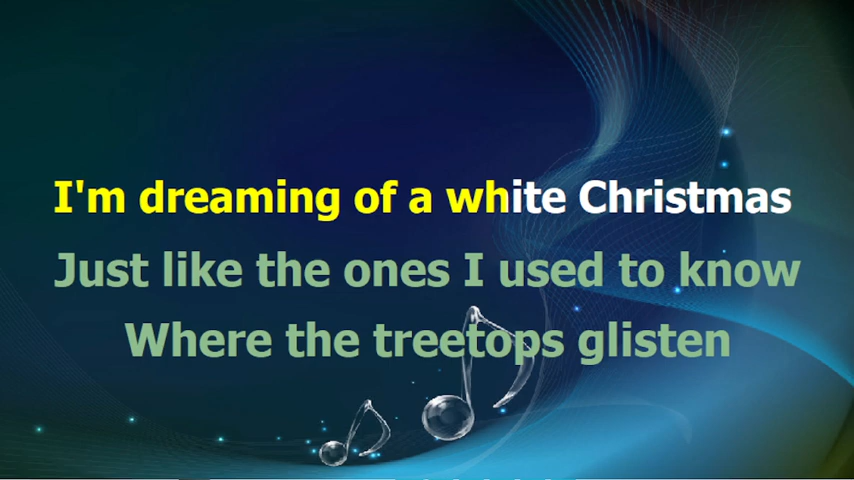 I'm dreaming of a white Christmas
Just like the ones I used to know
Where the treetops glisten